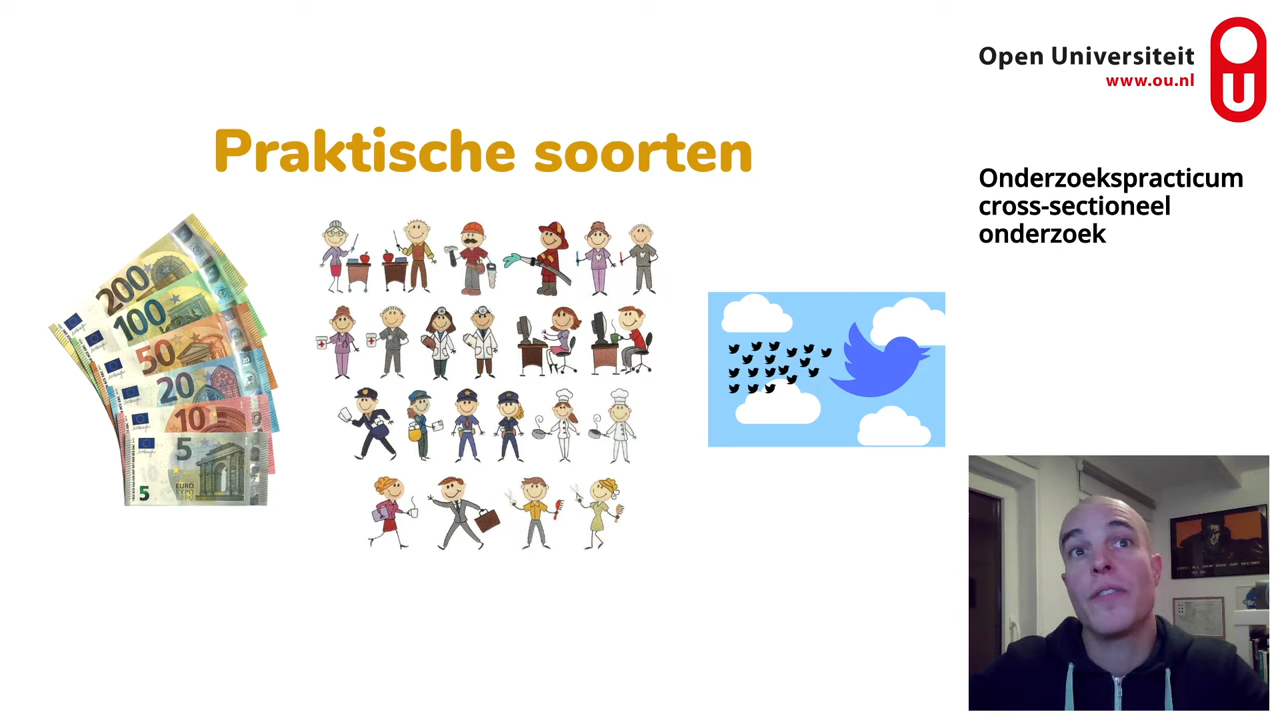 Open Universiteit
www.ou.nl
OU
Praktische soorten
Onderzoekspracticum
cross-sectioneel
onderzoek
200
100
50
20
10
5
EURO
5